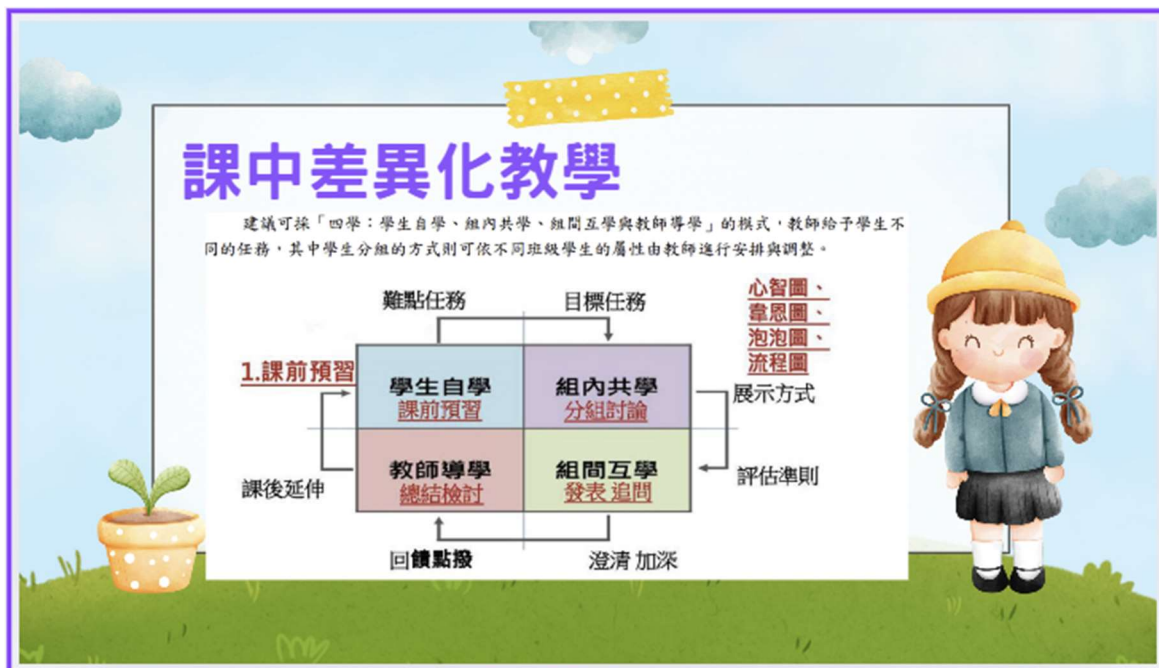 課中差異化教學
建議可採「四學：學生自學、組內共學、組間互學與教師導學」的模式，教師給予學生不
同的任務，其中學生分組的方式則可依不同班級學生的屬性由教師進行安排與調整。
難點任務
目標任務
心智圖、
韋恩圖、
泡泡圖、
流程圖
1.課前預習
學生自學
課前預習
組內共學
分組討論
展示方式
教師導學
總結檢討
組間互學
發表 追問
課後延伸
評估準則
回饋點撥
澄清 加深